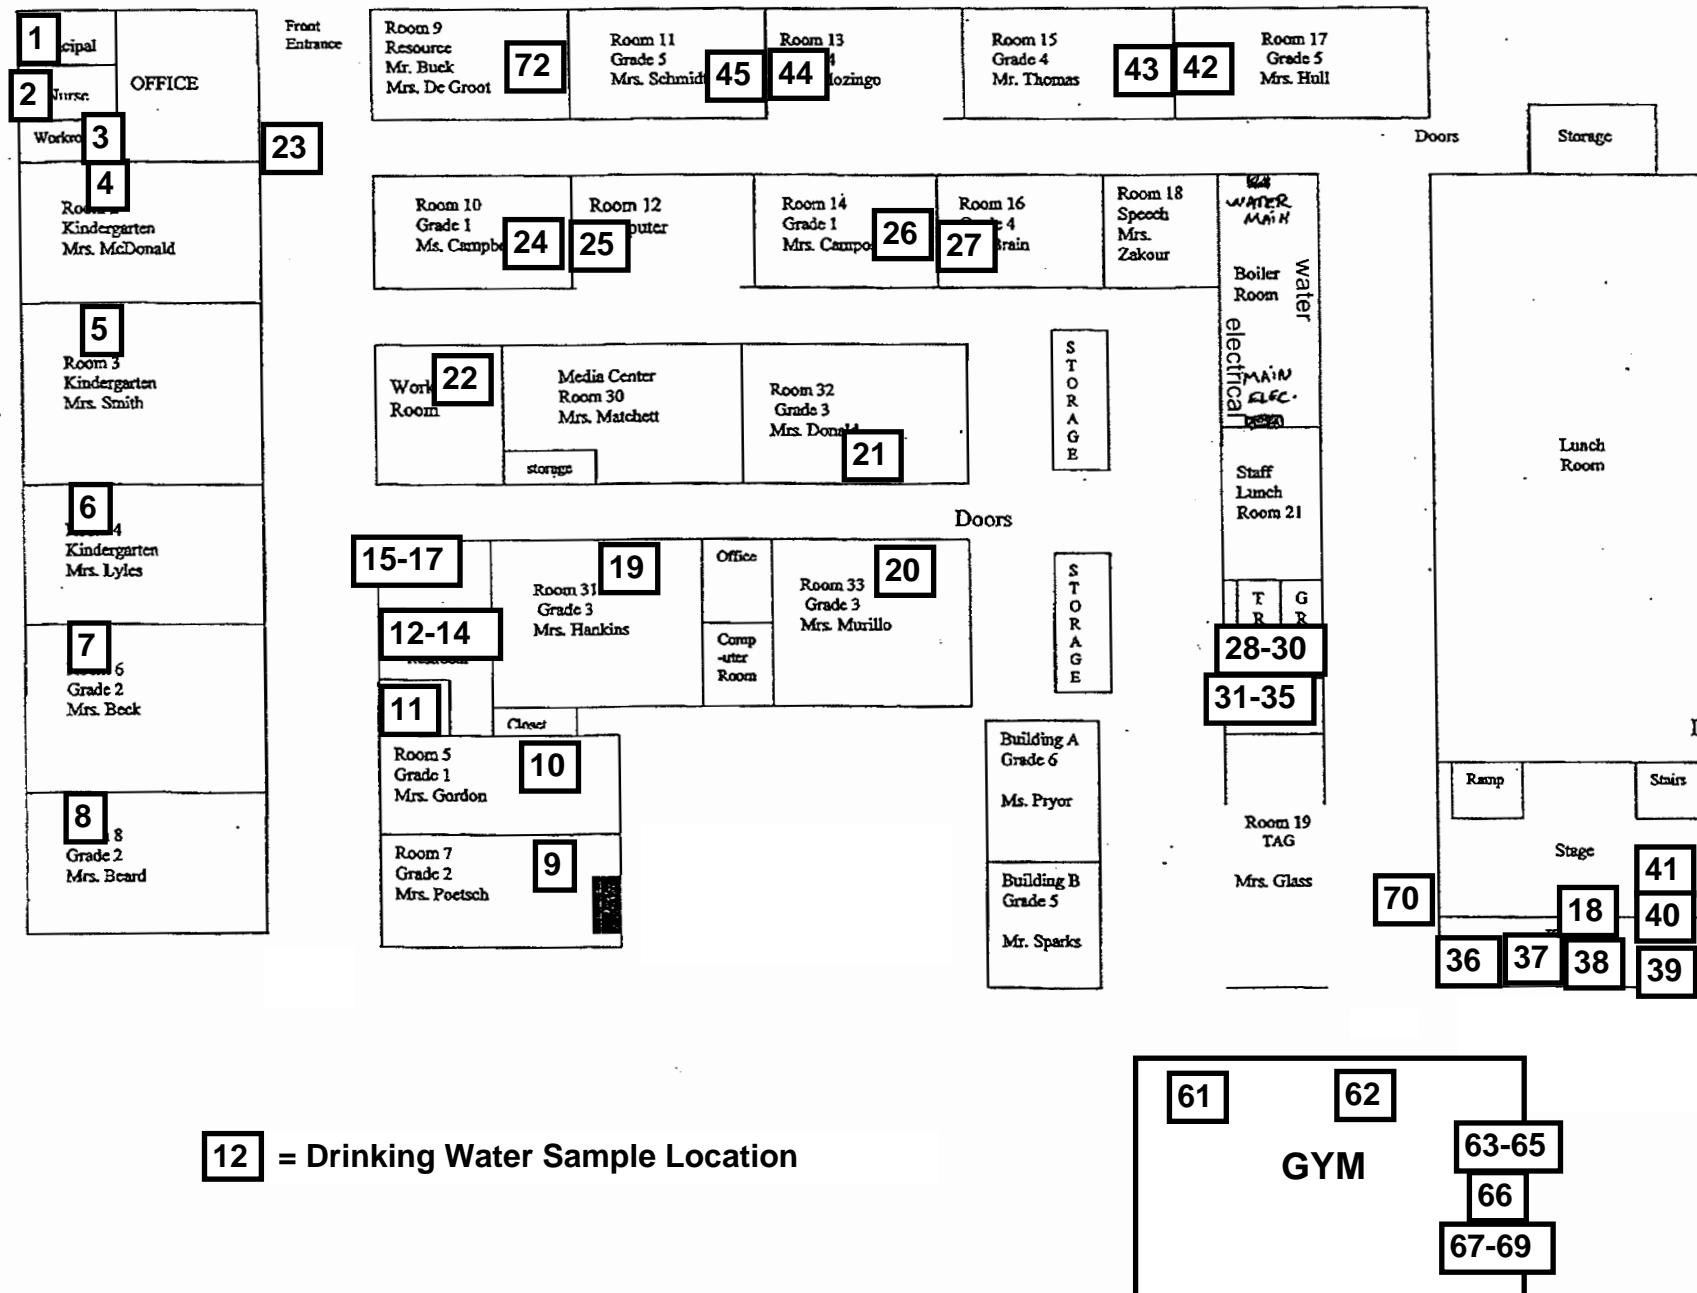 1
cipal
2
Nurse
OFFICE
3
23
4
Kindergarten
Mrs. McDonald
5
Room 3
Kindergarten
Mrs. Smith
6
4
Kindergarten
Mrs. Lyles
7
6
Grade 2
Mrs. Beck
8
8
Grade 2
Mrs. Beard
Front
Entrance
Room 9
Resource
Mr. Buck
Mrs. De Groot
72
Room 11
Grade 5
Mrs. Schmidt
45
Room 13
4
44
ozingo
Room 15
Grade 4
Mr. Thomas
43
42
Room 17
Grade 5
Mrs. Hull
Doors
Storage
Room 10
Grade 1
Ms. Campbe
24
Room 12
puter
25
Room 14
Grade 1
Mrs. Campo
26
Room 16
e 4
Brain
27
Room 18
Speech
Mrs.
Zakour
WATER
MAIN
Boiler
Room
water
electrical
MAIN
ELEC.
Work
Room
22
Media Center
Room 30
Mrs. Matchett
storage
Room 32
Grade 3
Mrs. Donald
21
STORAGE
Staff
Lunch
Room 21
Lunch
Room
Doors
15-17
12-14
11
Room 31
Grade 3
Mrs. Hankins
19
Office
Comp
-uter
Room
Room 33
Grade 3
Mrs. Murillo
20
STORAGE
T
R
G
R
28-30
31-35
Closet
Room 5
Grade 1
Mrs. Gordon
10
Room 7
Grade 2
Mrs. Poetsch
9
Building A
Grade 6
Ms. Pryor
Building B
Grade 5
Mr. Sparks
Room 19
TAG
Mrs. Glass
Ramp
Stairs
Stage
70
41
18
40
36
37
38
39
12 = Drinking Water Sample Location
61
62
GYM
63-65
66
67-69